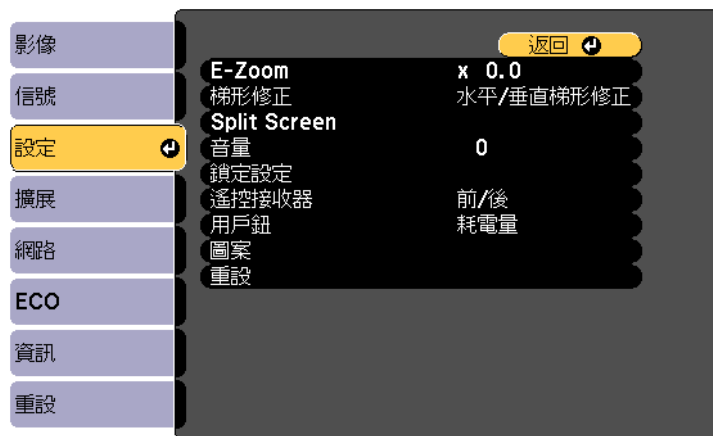 影像
信號
設定
擴展
網路
ECO
資訊
重設
返回
E-Zoom x 0.0
梯形修正 水平/垂直梯形修正
Split Screen
音量 0
鎖定設定
遙控接收器 前/後
用戶鈕 耗電量
圖案
重設